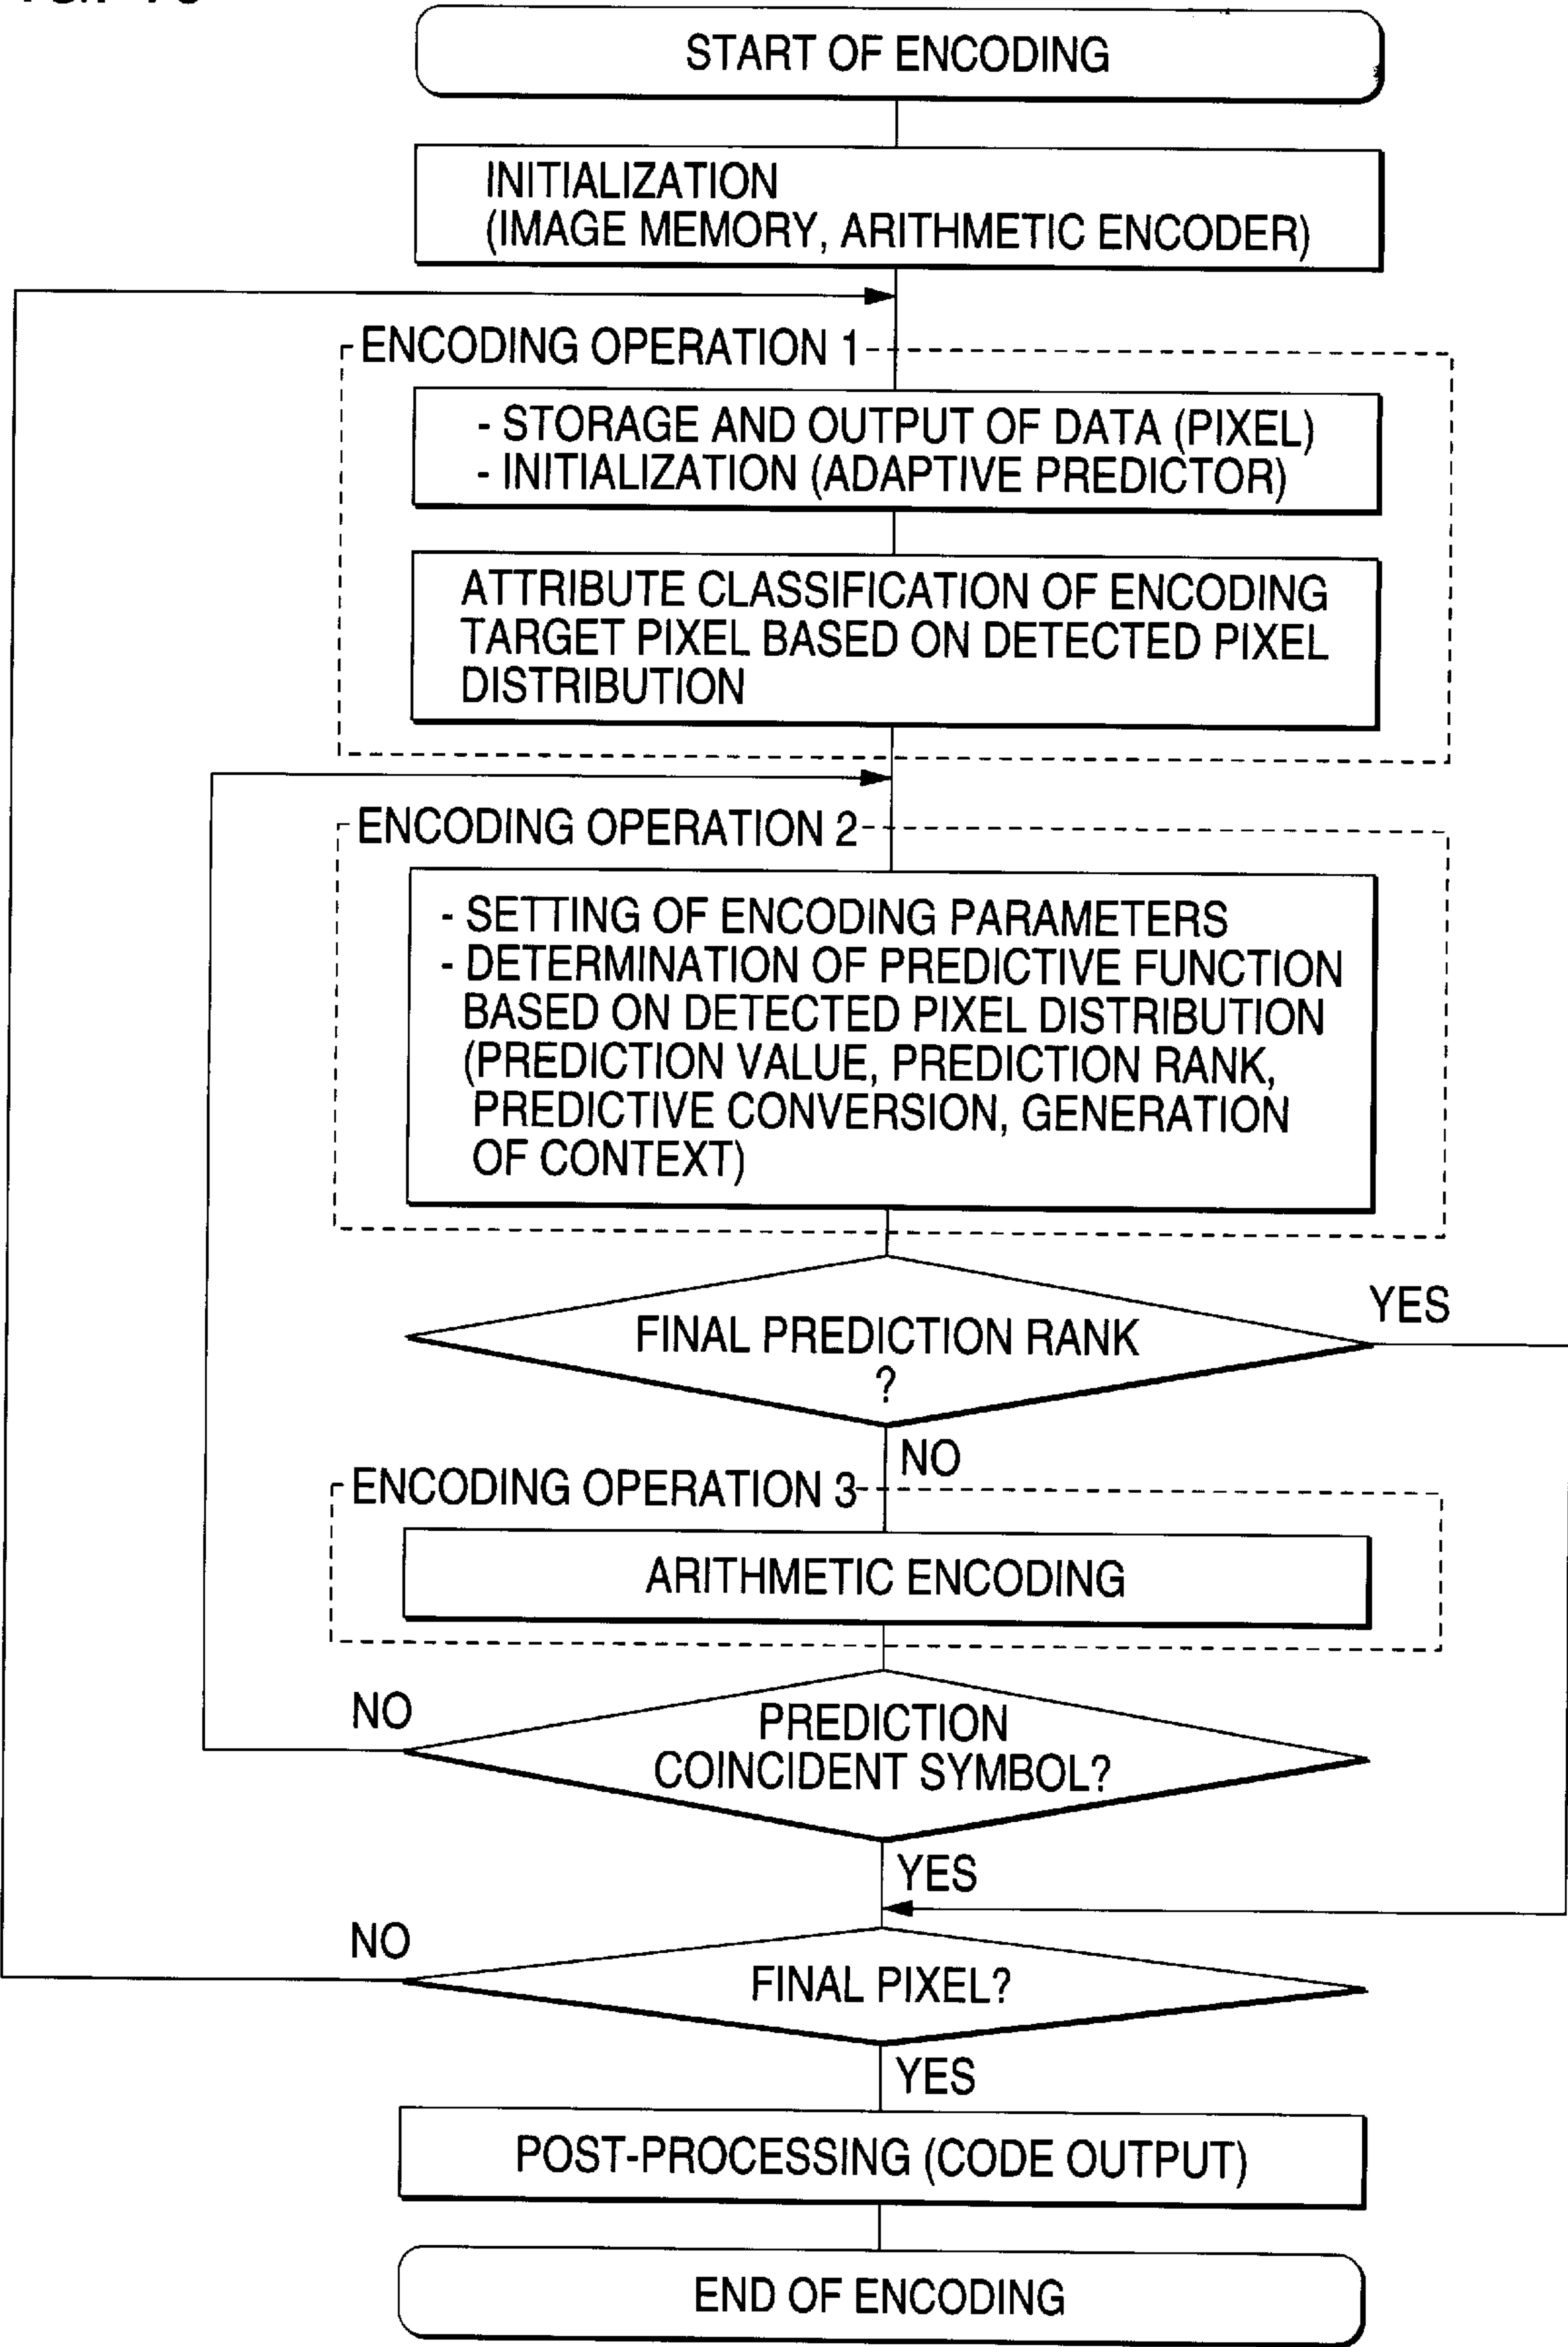 START OF ENCODING
INITIALIZATION
(IMAGE MEMORY, ARITHMETIC ENCODER)
ENCODING OPERATION 1
- STORAGE AND OUTPUT OF DATA (PIXEL)
- INITIALIZATION (ADAPTIVE PREDICTOR)
ATTRIBUTE CLASSIFICATION OF ENCODING
TARGET PIXEL BASED ON DETECTED PIXEL
DISTRIBUTION
ENCODING OPERATION 2
- SETTING OF ENCODING PARAMETERS
- DETERMINATION OF PREDICTIVE FUNCTION
BASED ON DETECTED PIXEL DISTRIBUTION
(PREDICTION VALUE, PREDICTION RANK,
PREDICTIVE CONVERSION, GENERATION
OF CONTEXT)
YES
FINAL PREDICTION RANK
?
NO
ENCODING OPERATION 3
ARITHMETIC ENCODING
NO
PREDICTION
COINCIDENT SYMBOL?
YES
NO
FINAL PIXEL?
YES
POST-PROCESSING (CODE OUTPUT)
END OF ENCODING